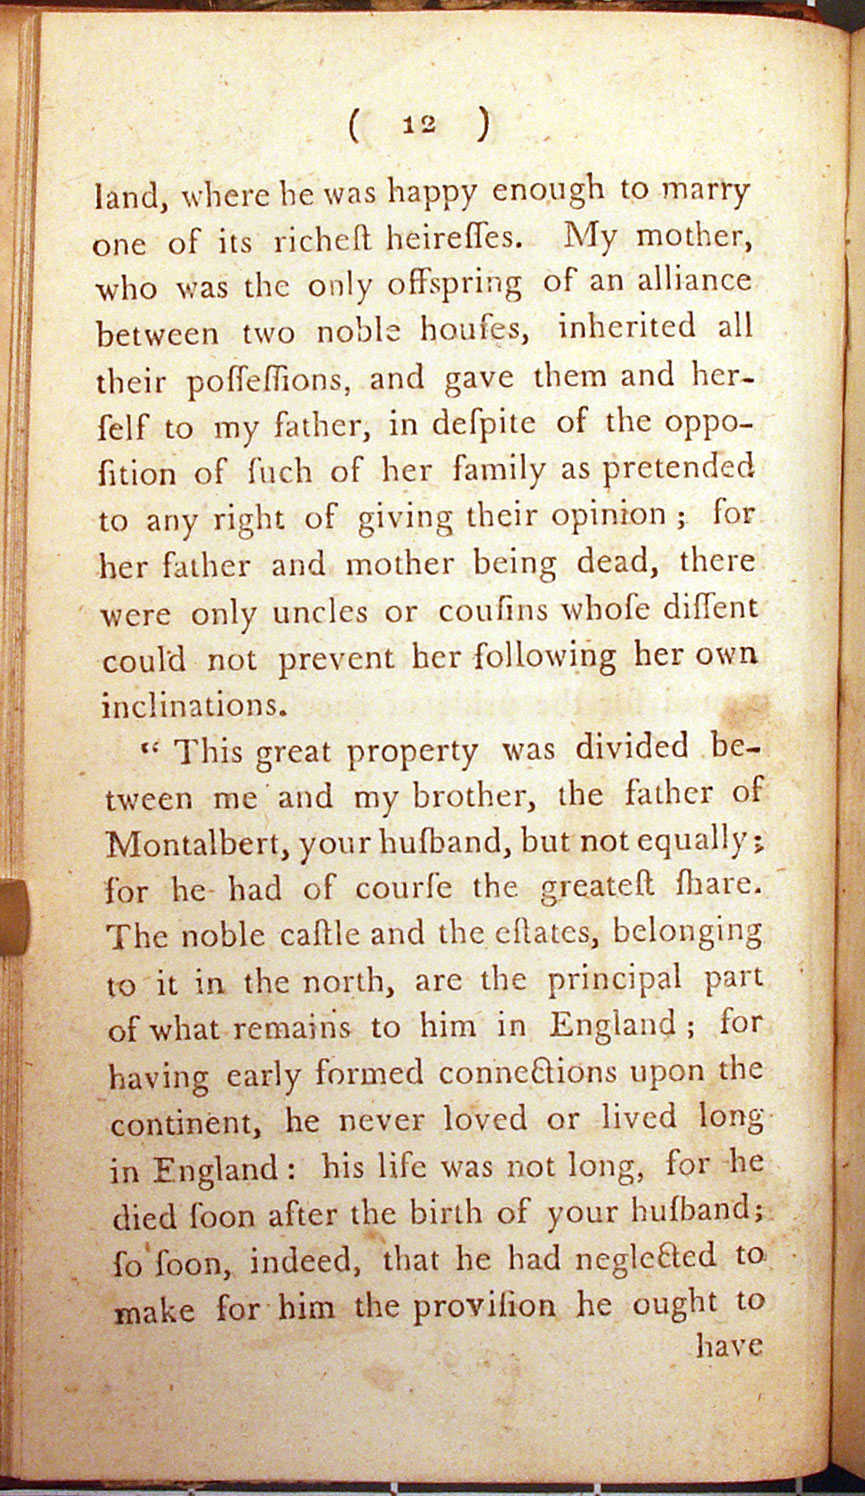 ( 12 )
land, where he was happy enough to marry
one of its richeſt heireſſes. My mother,
who was the only offspring of an alliance
between two noble houſes, inherited all
their poſſeſſions, and gave them and her-
ſelf to my father, in deſpite of the oppo-
ſition of ſuch of her family as pretended
to any right of giving their opinion ; for
her father and mother being dead, there
were only uncles or couſins whoſe diſſent
could not prevent her following her own
inclinations.
“ This great property was divided be-
tween me and my brother, the father of
Montalbert, your huſband, but not equally ;
for he had of courſe the greateſt ſhare.
The noble caſtle and the eſtates, belonging
to it in the north, are the principal part
of what remains to him in England ; for
having early formed connections upon the
continent, he never loved or lived long
in England : his life was not long, for he
died ſoon after the birth of your huſband ;
ſo ſoon, indeed, that he had neglected to
make for him the proviſion he ought to
have